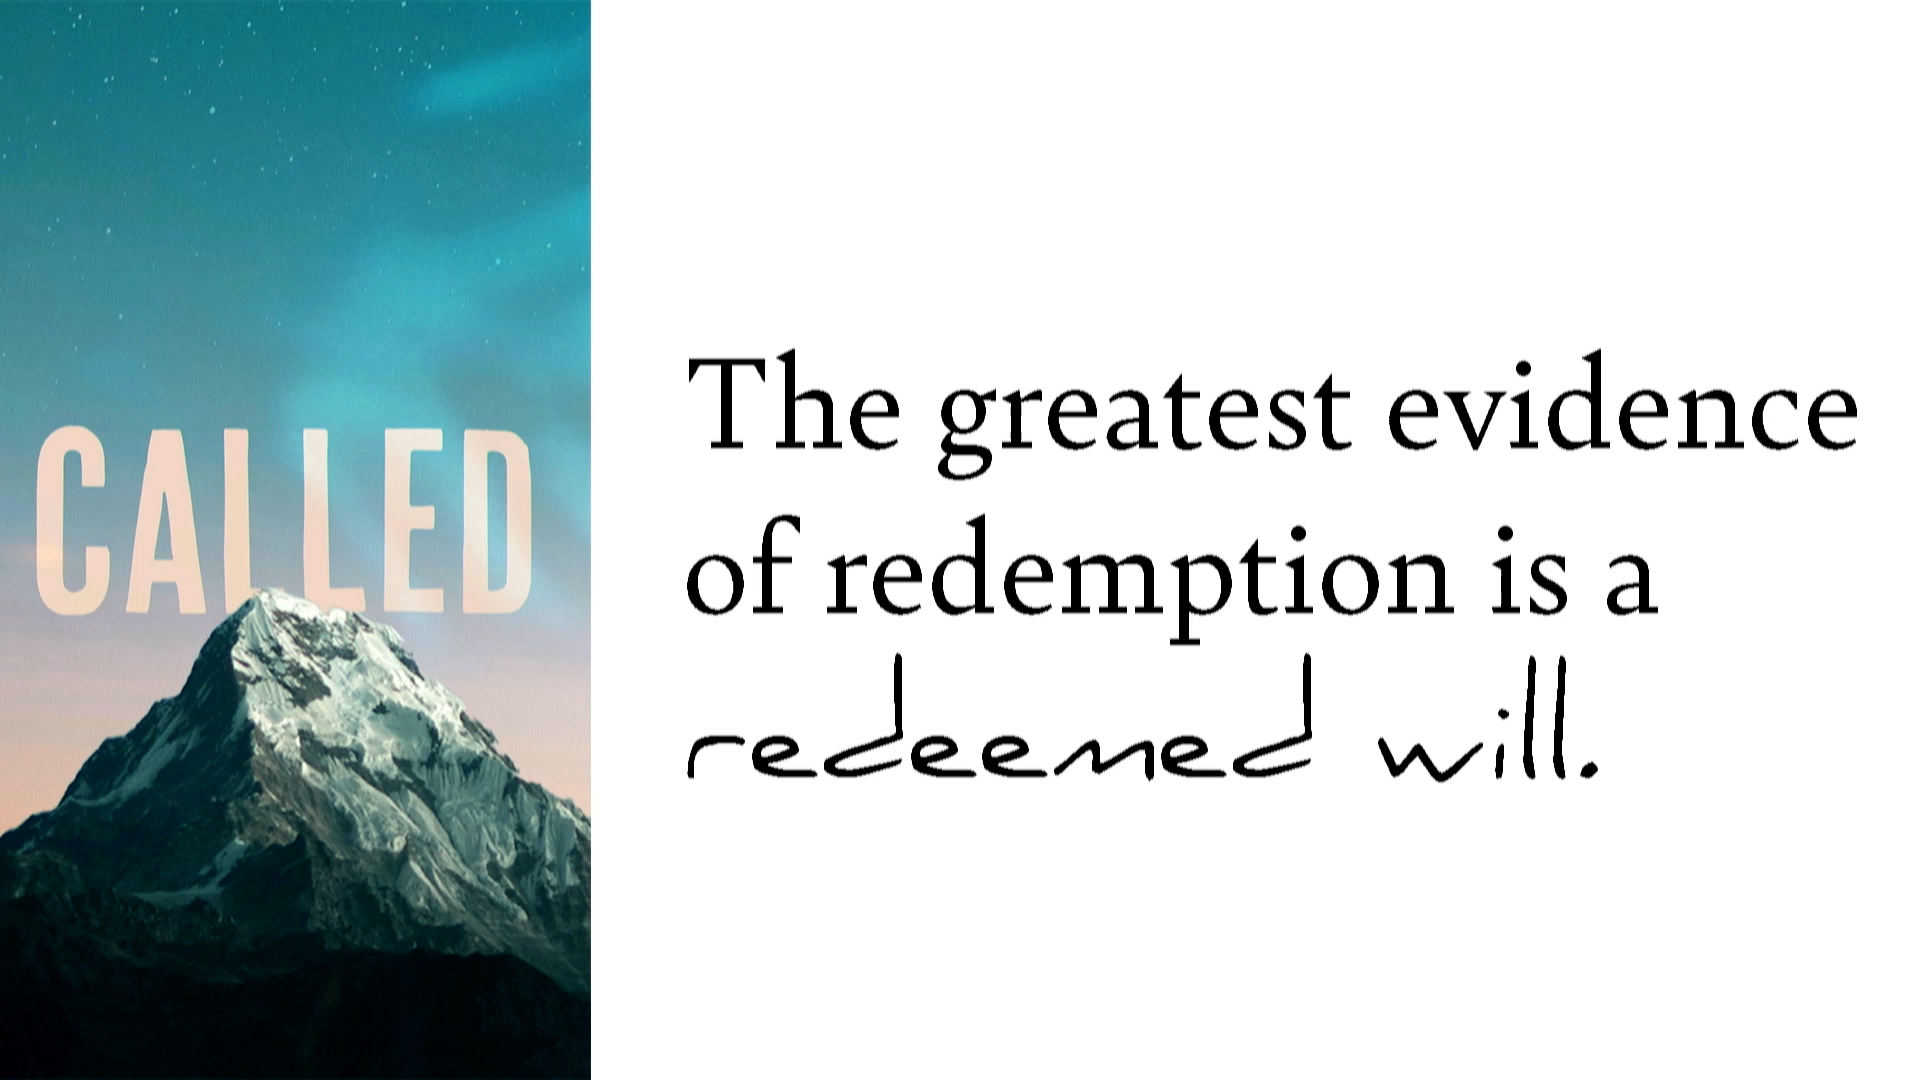 CALLED
The greatest evidence
of redemption is a
redeemed will.